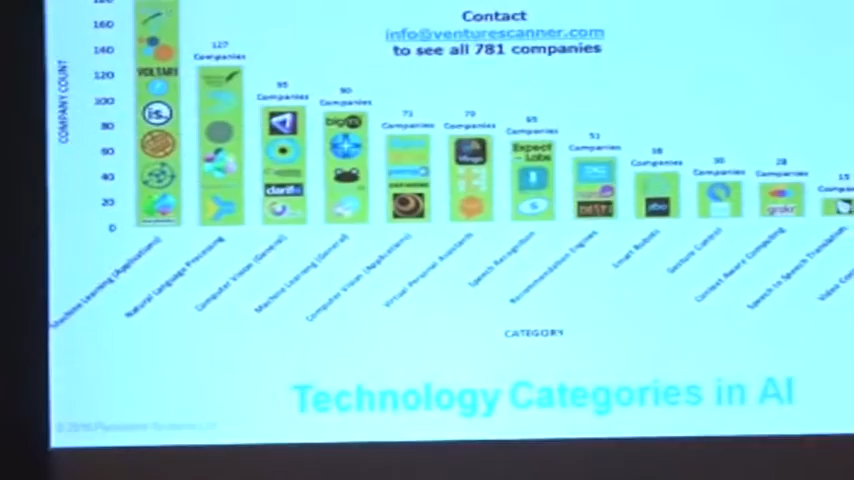 Contact
info@venturescanner.com
to see all 781 companies
COMPANY COUNT
160
140
120
100
80
60
40
20
0
127
Companies
95
Companies
90
Companies
71
Companies
70
Companies
65
Companies
51
Companies
Companies
30
Companies
28
Companies
15
VOLTARI
is.
bigml
clarifai
Expect
Labs
Machine Learning (Applications)
Natural Language Processing
Computer Vision (General)
Machine Learning (General)
Computer Vision (Applications)
Virtual Personal Assistants
Speech Recognition
Recommendation Engines
Smart Robots
Gesture Control
Context Aware Computing
Speech to Speech Translation
CATEGORY
Technology Categories in AI